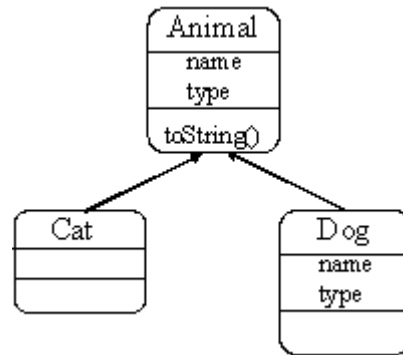 Animal
name
type
toString()
Cat
Dog
name
type